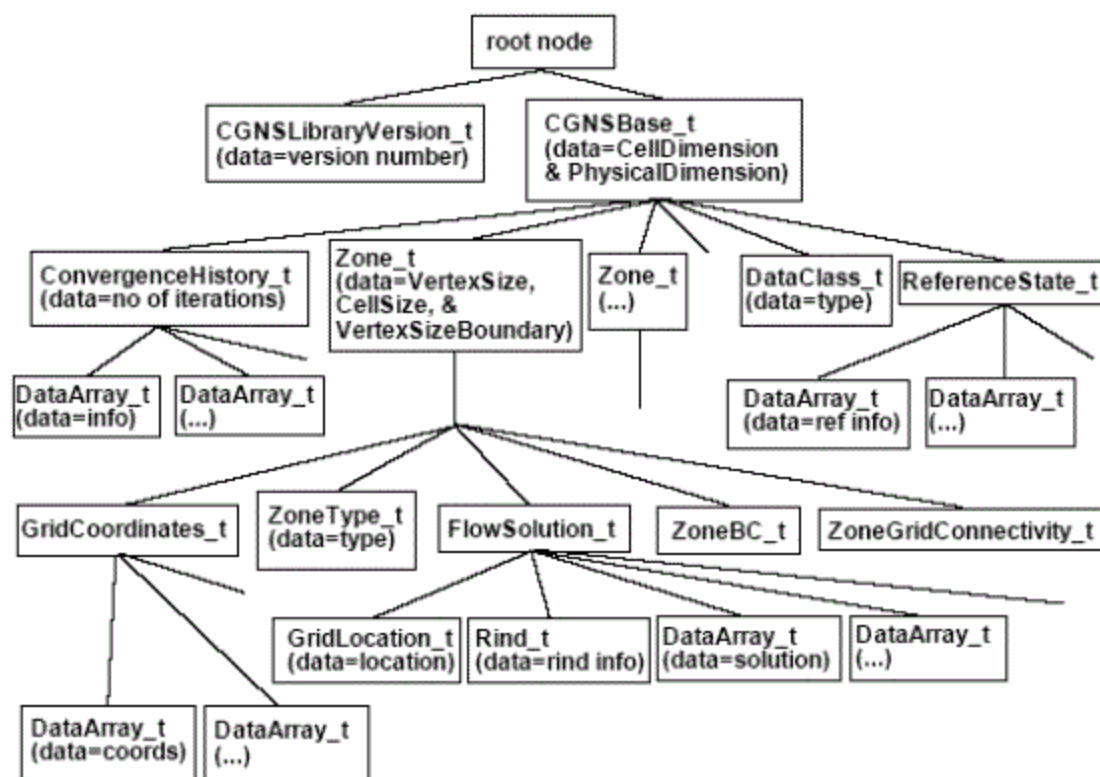 root node
CGNSLibraryVersion_t
(data=version number)
CGNSBase_t
(data=CellDimension
& PhysicalDimension)
ConvergenceHistory_t
(data=no of iterations)
Zone_t
(data=VertexSize,
CellSize, &
VertexSizeBoundary)
Zone_t
(...)
DataClass_t
(data=type)
ReferenceState_t
DataArray_t
(data=info)
DataArray_t
(...)
DataArray_t
(data=ref info)
DataArray_t
(...)
GridCoordinates_t
ZoneType_t
(data=type)
FlowSolution_t
ZoneBC_t
ZoneGridConnectivity_t
GridLocation_t
(data=location)
Rind_t
(data=rind info)
DataArray_t
(data=solution)
DataArray_t
(...)
DataArray_t
(data=coords)
DataArray_t
(...)